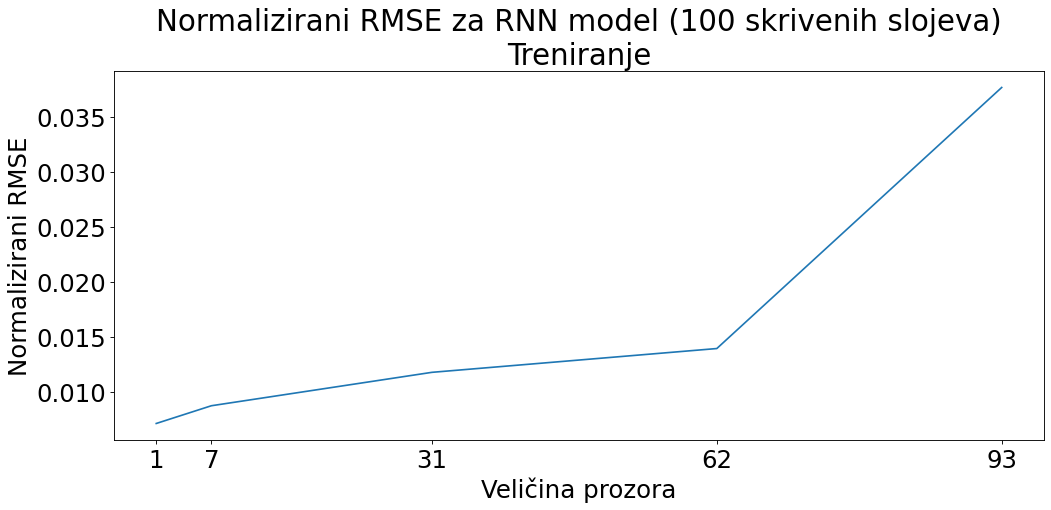 Normalizirani RMSE za RNN model (100 skrivenih slojeva)
Treniranje
Normalizirani RMSE
0.035
0.030
0.025
0.020
0.015
0.010
1 7 31 62 93
Veličina prozora